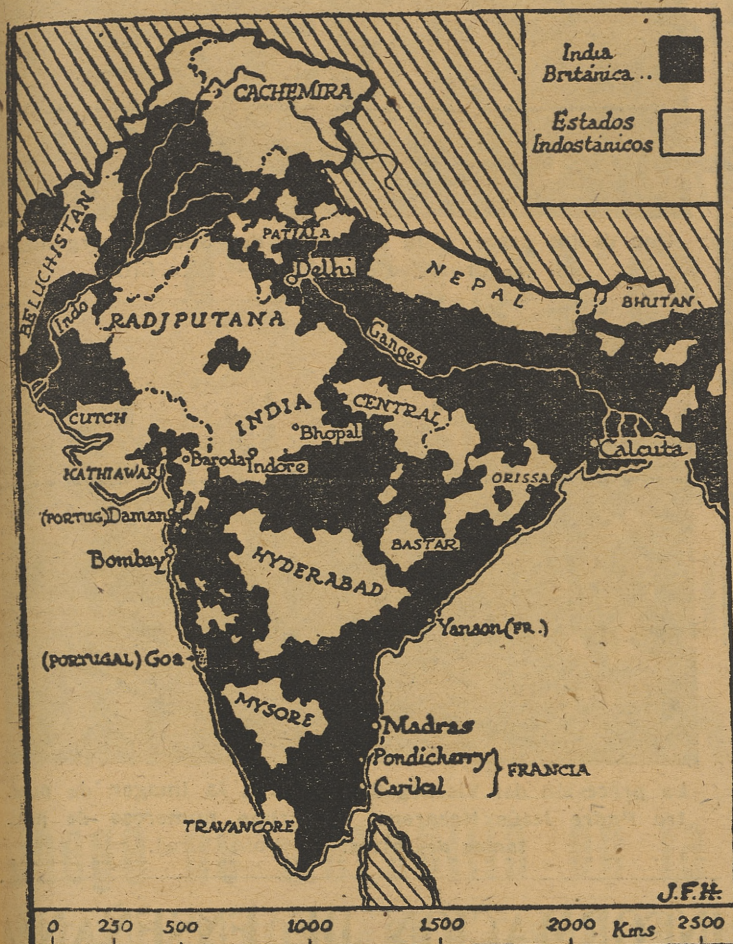 India
Británica..
Estados
Indostánicos
CACHEMIRA
BELUCHISTAN
PATIALA
Delhi
NEPAL
BHUTAN
Indo
RADJPUTANA
Ganges
CUTCH
INDIA CENTRAL
Bhopal
KATHIAWAR
Baroda
Indore
Calcuta
ORISSA
(PORTUG) Daman
BASTAR
Bombay
HYDERABAD
Yanaon (FR.)
(PORTUGAL) Goa
MYSORE
Madras
Pondicherry
Carikal
FRANCIA
TRAVANCORE
J.F.H.
0 250 500 1000 1500 2000 Kms 2500